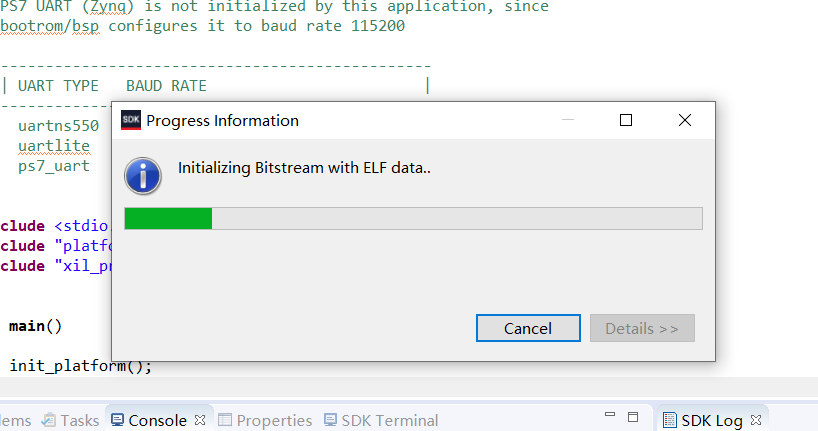 PS7 UART (Zynq) is not initialized by this application, since
bootrom/bsp configures it to baud rate 115200
------------------------------------------------
| UART TYPE   BAUD RATE                        |
uartns550
uartlite
ps7_uart
SDK Progress Information
Initializing Bitstream with ELF data..
clude <stdio.
clude "platfo
clude "xil_pr
Cancel Details >>
main()
init_platform();
lems Tasks Console Properties SDK Terminal SDK Log